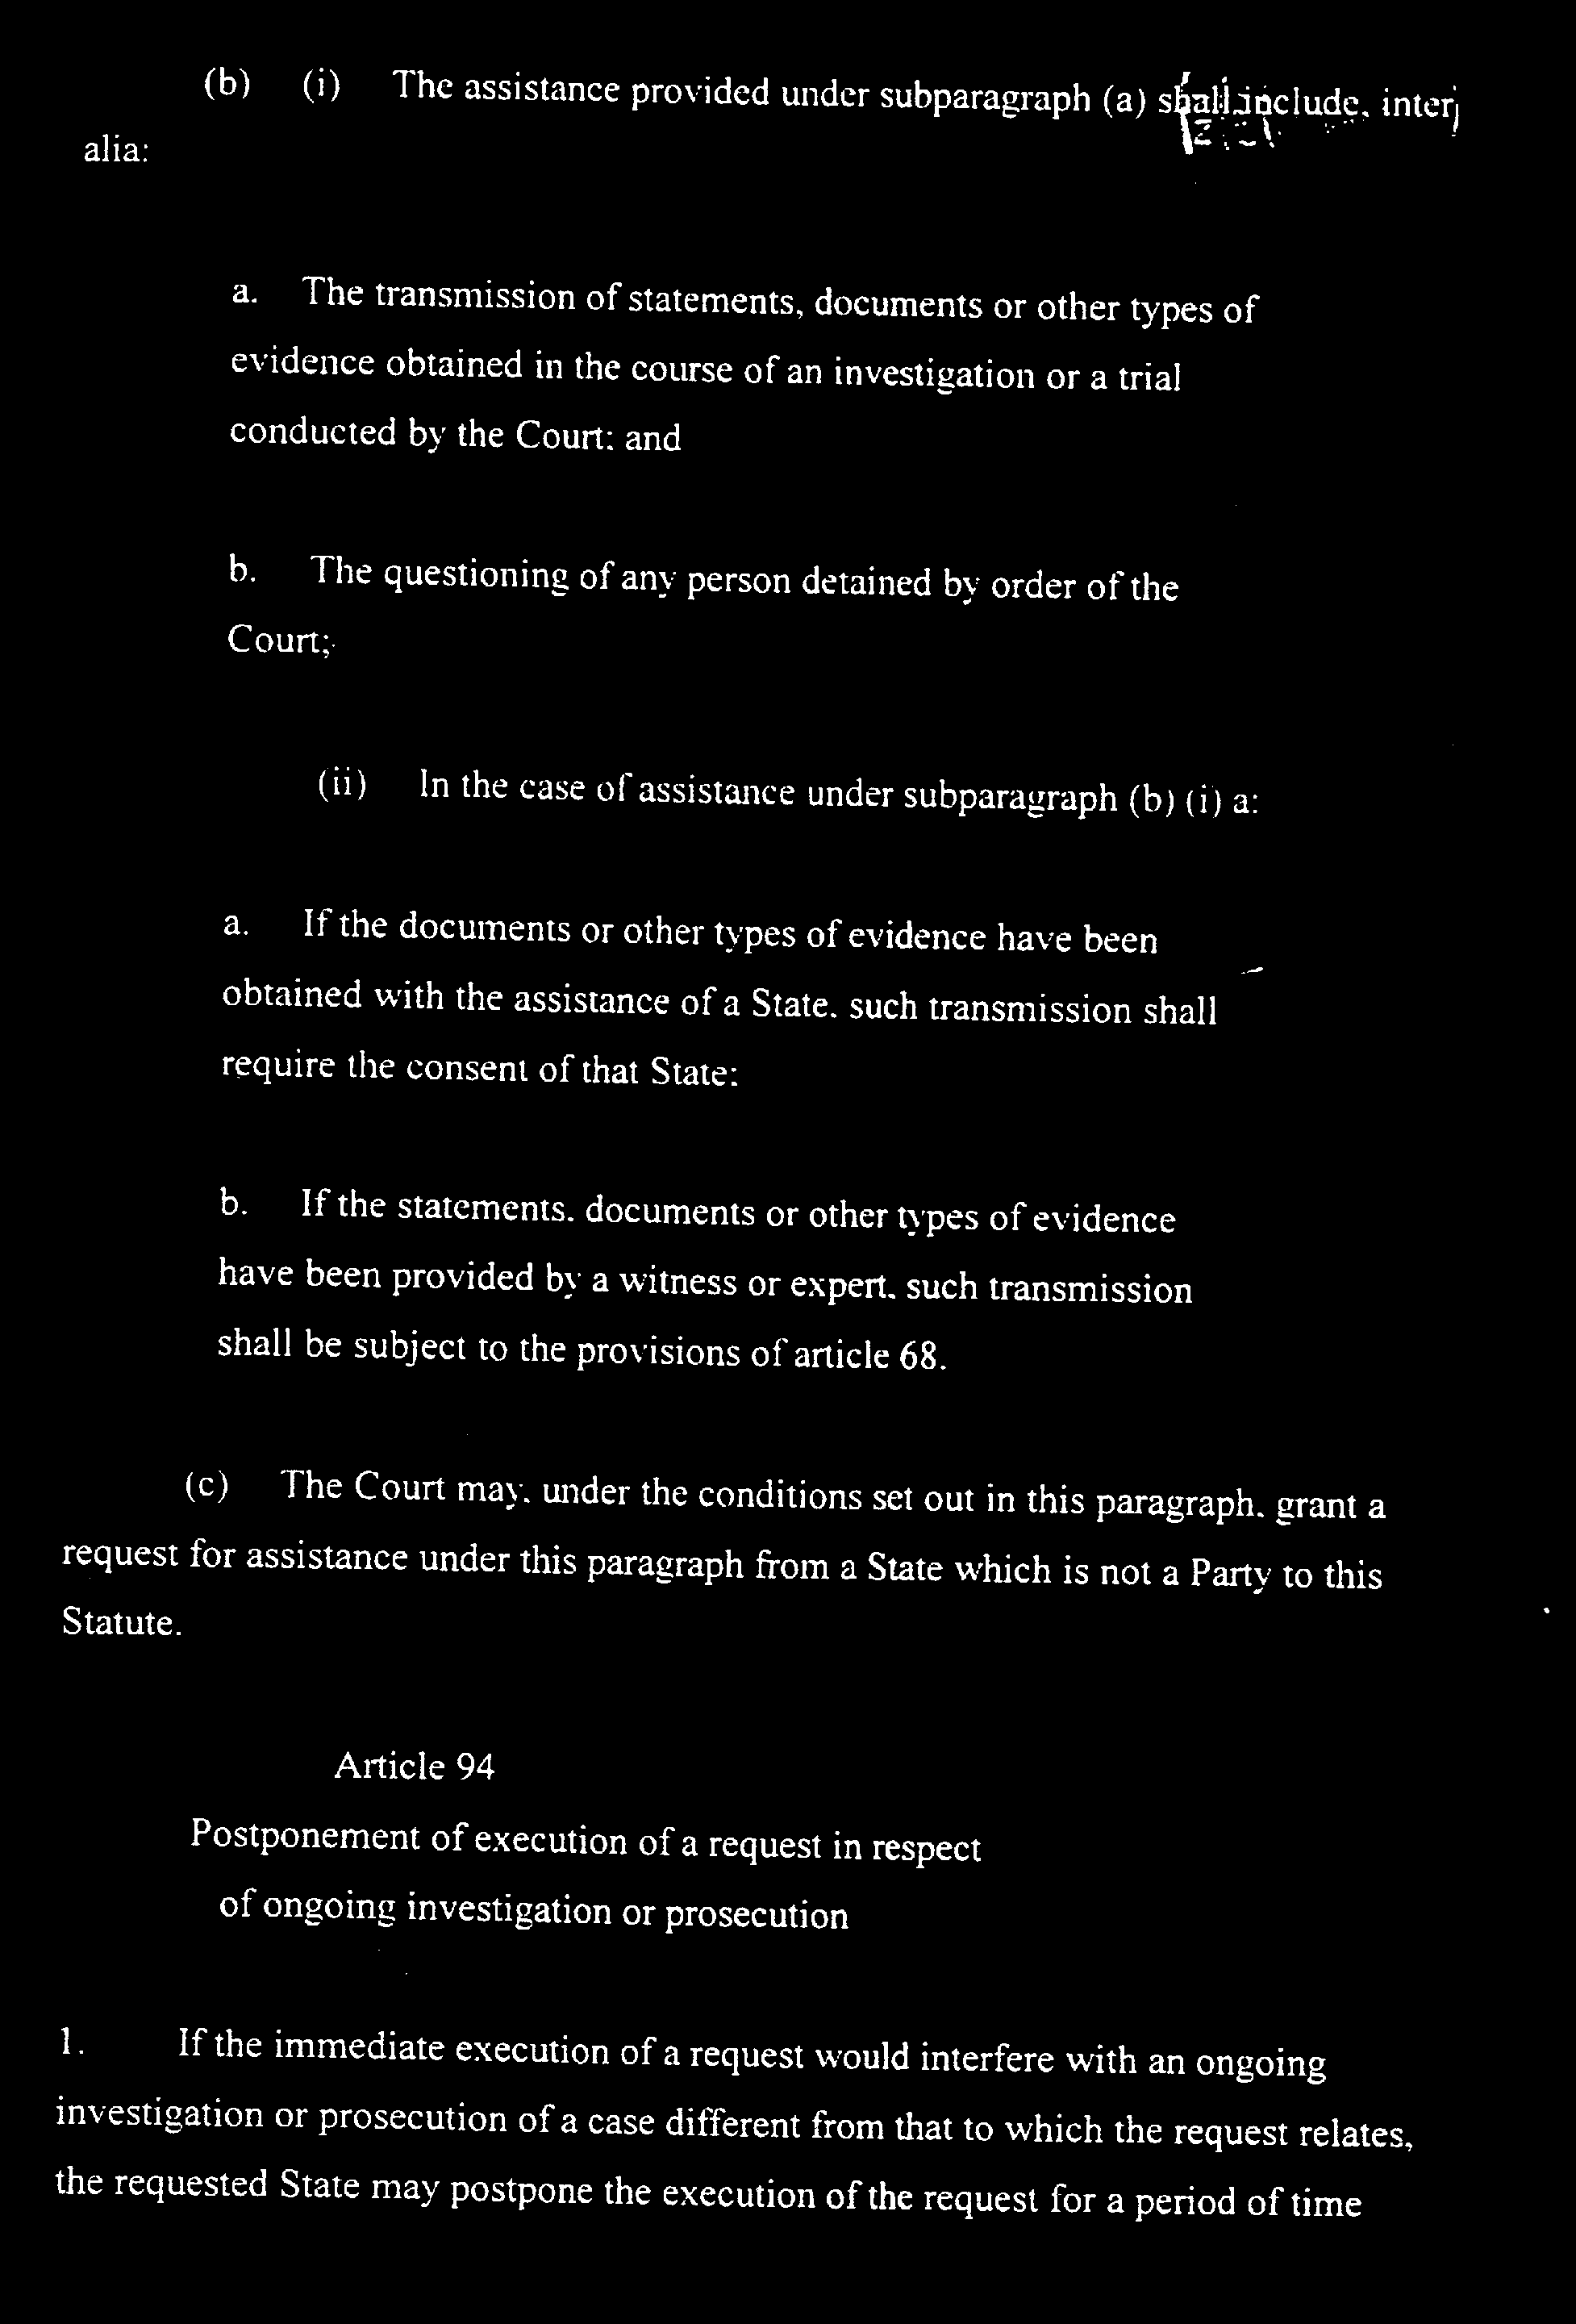 (b) (i) The assistance provided under subparagraph (a) shall include, inter
alia:
a. The transmission of statements, documents or other types of
evidence obtained in the course of an investigation or a trial
conducted by the Court; and
b. The questioning of any person detained by order of the
Court;
(ii) In the case of assistance under subparagraph (b) (i) a:
a. If the documents or other types of evidence have been
obtained with the assistance of a State, such transmission shall
require the consent of that State;
b. If the statements, documents or other types of evidence
have been provided by a witness or expert, such transmission
shall be subject to the provisions of article 68.
(c) The Court may, under the conditions set out in this paragraph, grant a
request for assistance under this paragraph from a State which is not a Party to this
Statute.
Article 94
Postponement of execution of a request in respect
of ongoing investigation or prosecution
1. If the immediate execution of a request would interfere with an ongoing
investigation or prosecution of a case different from that to which the request relates,
the requested State may postpone the execution of the request for a period of time